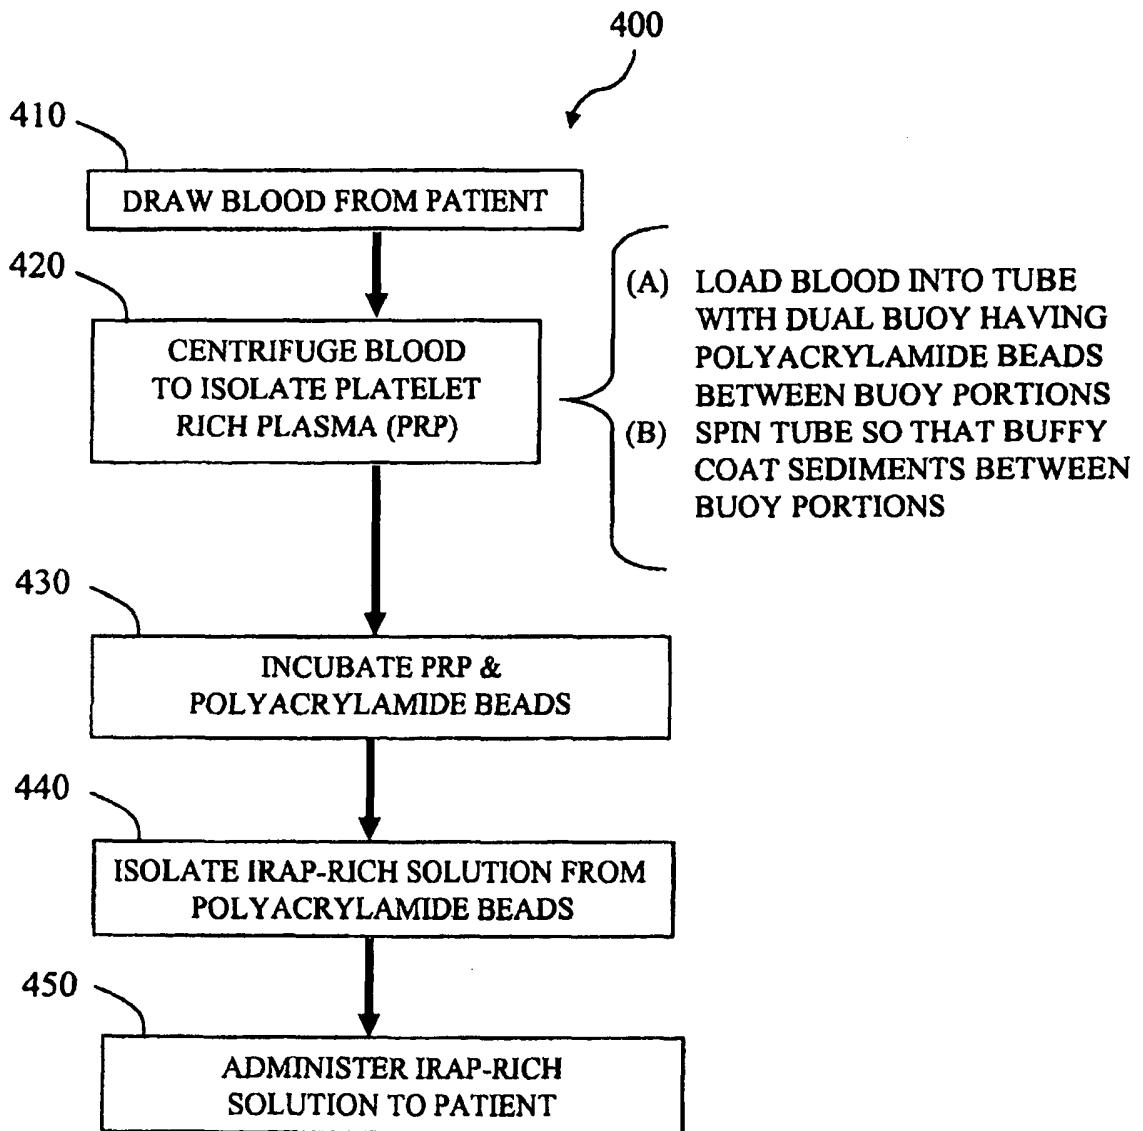 400
410
DRAW BLOOD FROM PATIENT
420
CENTRIFUGE BLOOD
TO ISOLATE PLATELET
RICH PLASMA (PRP)
(A) LOAD BLOOD INTO TUBE
WITH DUAL BUOY HAVING
POLYACRYLAMIDE BEADS
BETWEEN BUOY PORTIONS
(B) SPIN TUBE SO THAT BUFFY
COAT SEDIMENTS BETWEEN
BUOY PORTIONS
430
INCUBATE PRP &
POLYACRYLAMIDE BEADS
440
ISOLATE IRAP-RICH SOLUTION FROM
POLYACRYLAMIDE BEADS
450
ADMINISTER IRAP-RICH
SOLUTION TO PATIENT